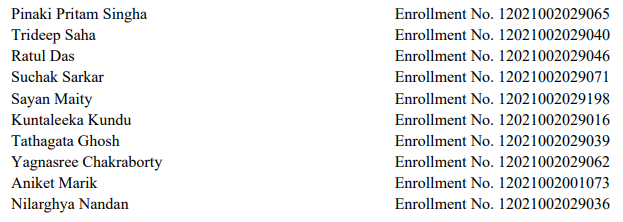 Pinaki Pritam Singha Enrollment No. 12021002029065
Trideep Saha Enrollment No. 12021002029040
Ratul Das Enrollment No. 12021002029046
Suchak Sarkar Enrollment No. 12021002029071
Sayan Maity Enrollment No. 12021002029198
Kuntaleeka Kundu Enrollment No. 12021002029016
Tathagata Ghosh Enrollment No. 12021002029039
Yagnasree Chakraborty Enrollment No. 12021002029062
Aniket Marik Enrollment No. 12021002001073
Nilarghya Nandan Enrollment No. 12021002029036